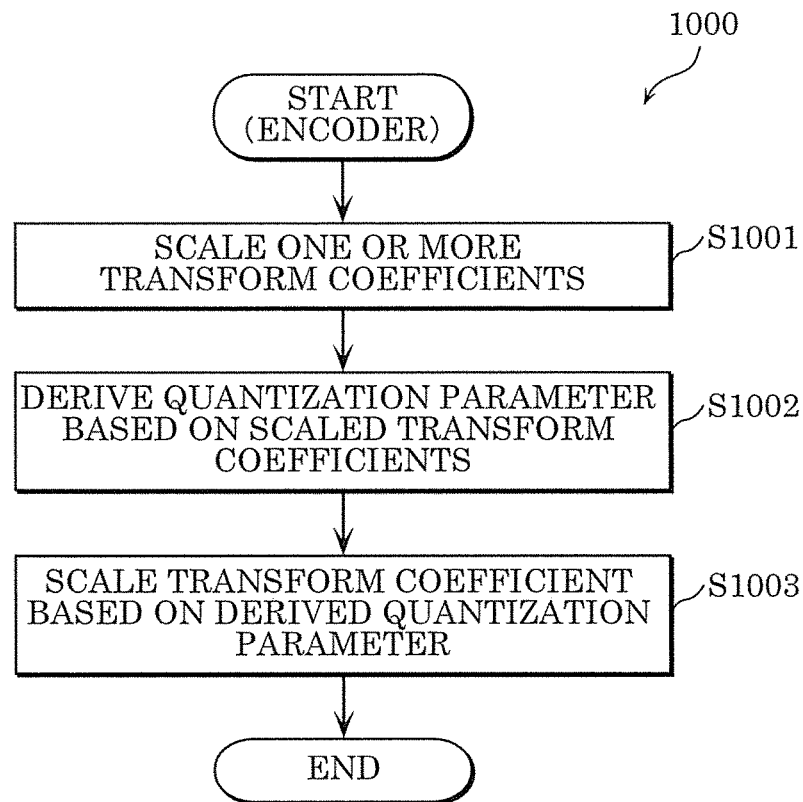 1000
START
(ENCODER)
SCALE ONE OR MORE
TRANSFORM COEFFICIENTS
S1001
DERIVE QUANTIZATION PARAMETER
BASED ON SCALED TRANSFORM
COEFFICIENTS
S1002
SCALE TRANSFORM COEFFICIENT
BASED ON DERIVED QUANTIZATION
PARAMETER
S1003
END